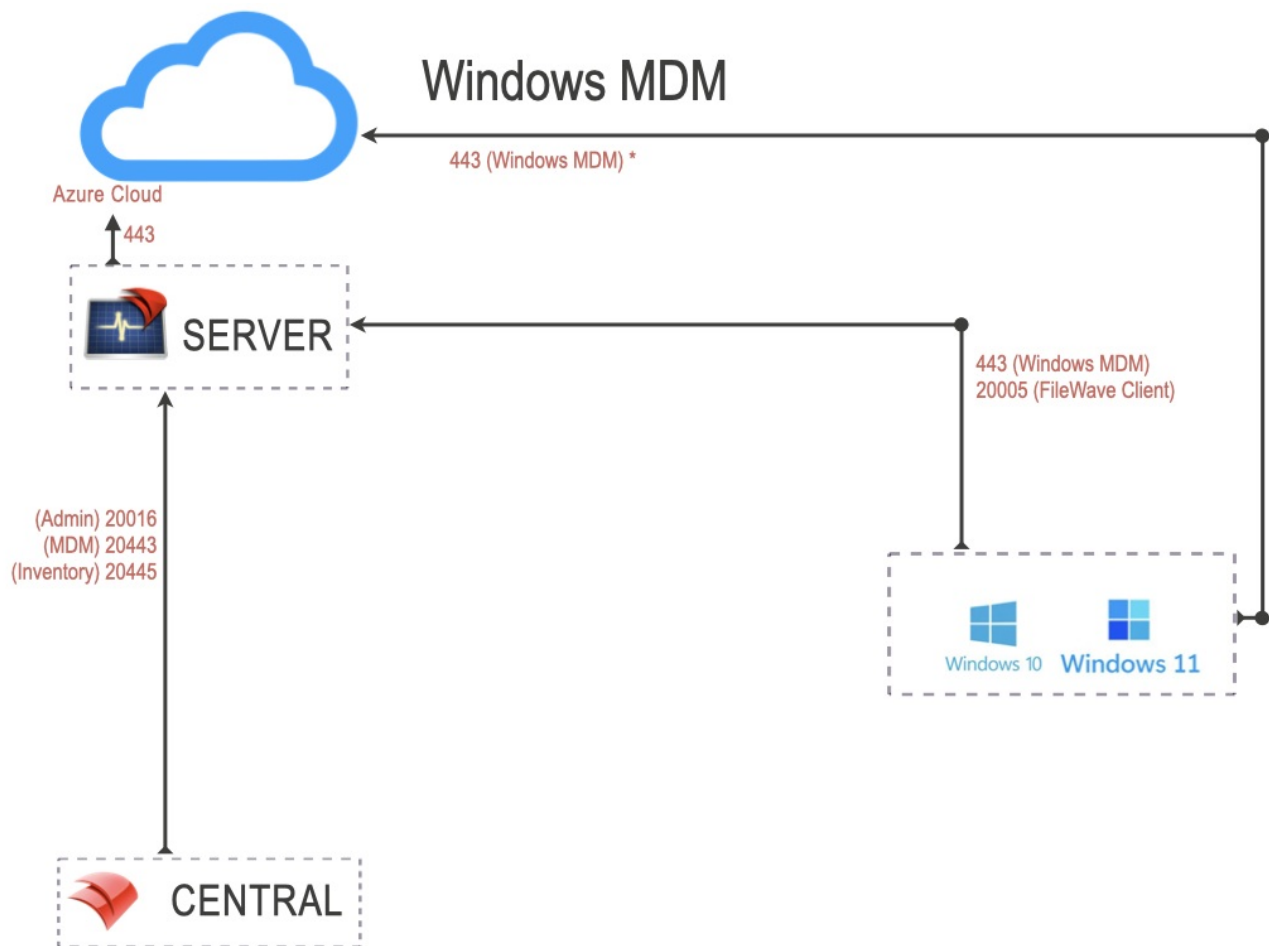 Windows MDM
443 (Windows MDM) *
Azure Cloud
443
SERVER
443 (Windows MDM)
20005 (FileWave Client)
(Admin) 20016
(MDM) 20443
(Inventory) 20445
Windows 10
Windows 11
CENTRAL